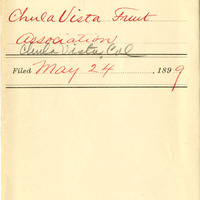 Chula Vista Fruit
Association
Chula Vista, Cal
Filed May 24, 1899